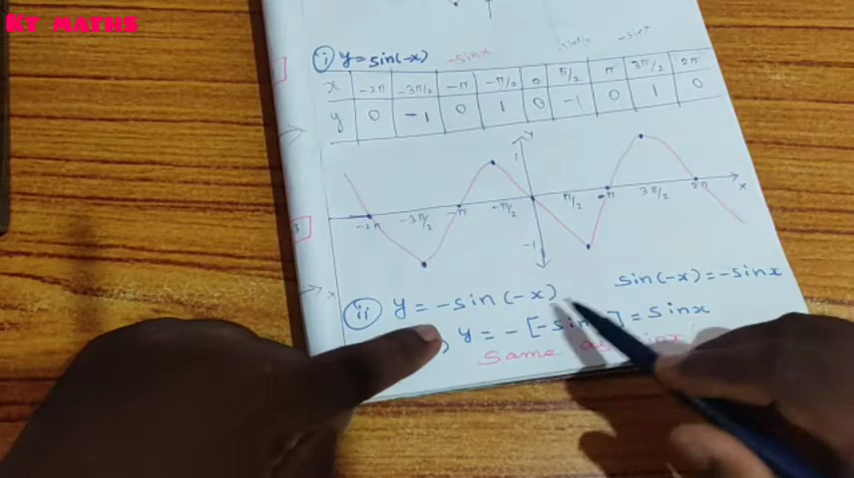 KT MATHS
(i) y = sin(-x) -sinx
x -2π -3π/2 -π -π/2 0 π/2 π 3π/2 2π
y 0 -1 0 1 0 -1 0 1 0
y
1
-2π -3π/2 -π -π/2 π/2 π 3π/2 2π x
-1
3
x
(ii) y = -sin(-x) sin(-x) = -sinx
y = -[-sin ] = sinx
Same as